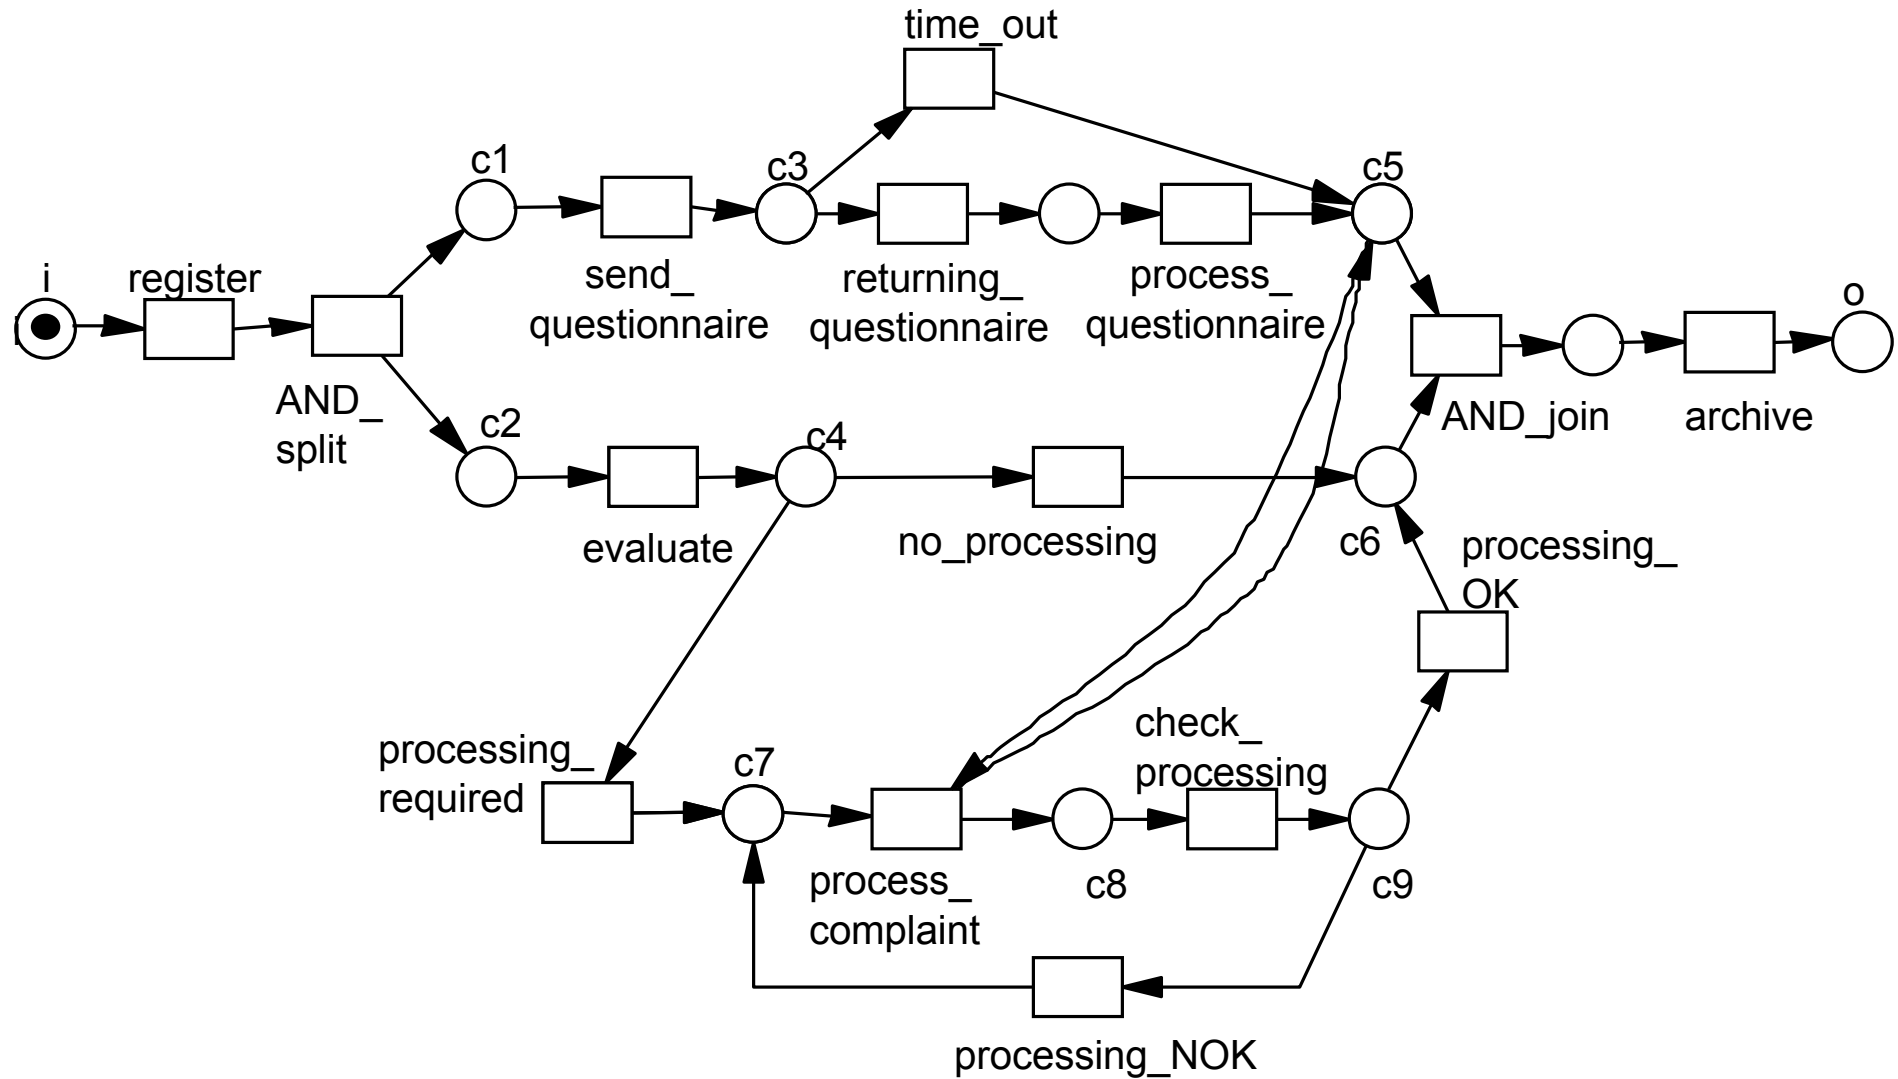 time_out
c1
c3
c5
i
register
send_
questionnaire
returning_
questionnaire
process_
questionnaire
o
AND_
split
c2
c4
AND_join
archive
evaluate
no_processing
c6
processing_
OK
processing_
required
c7
check_
processing
process_
complaint
c8
c9
processing_NOK